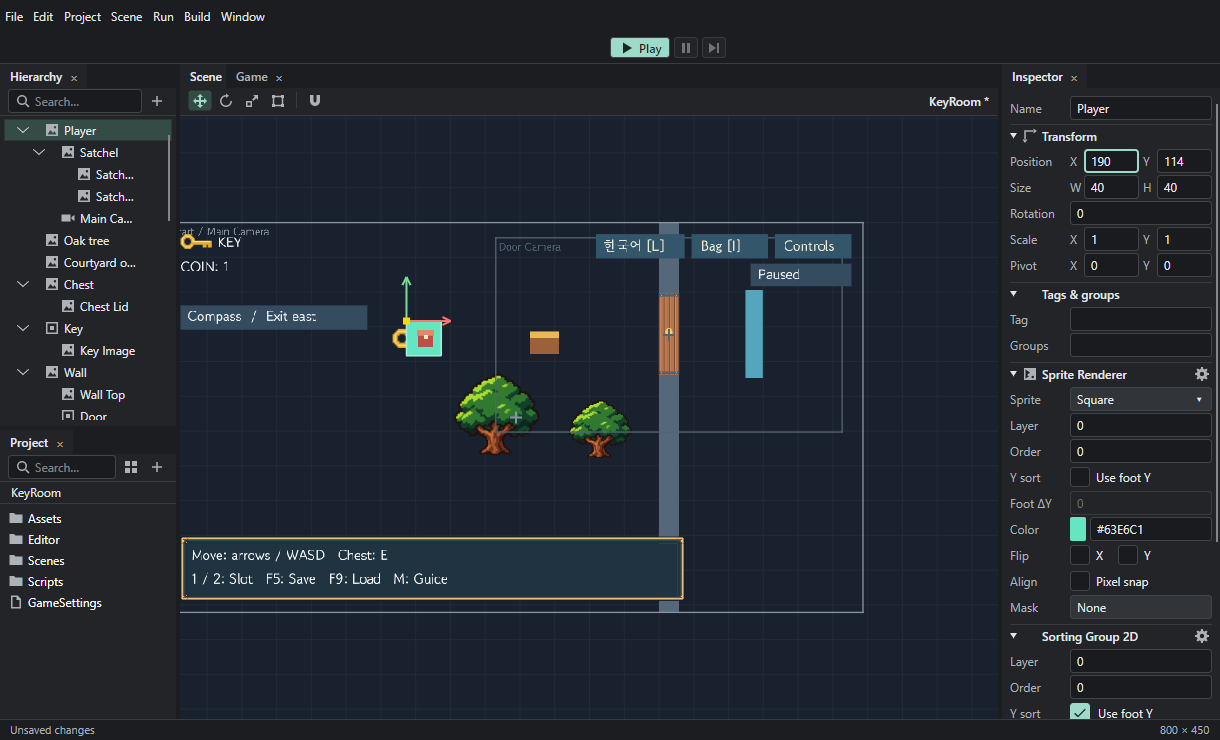 File Edit Project Scene Run Build Window
Play
Hierarchy
Search...
Player
Satchel
Satch...
Satch...
Main Ca...
Oak tree
Courtyard o...
Chest
Chest Lid
Key
Key Image
Wall
Wall Top
Door
Project
Search...
KeyRoom
Assets
Editor
Scenes
Scripts
GameSettings
Unsaved changes
Scene Game
KeyRoom *
/ Main Camera
KEY
COIN: 1
Door Camera
한국어 [L] Bag [I] Controls
Paused
Compass / Exit east
Move: arrows / WASD Chest: E
1 / 2: Slot F5: Save F9: Load M: Guice
Inspector
Name Player
Transform
Position X 190 Y 114
Size W 40 H 40
Rotation 0
Scale X 1 Y 1
Pivot X 0 Y 0
Tags & groups
Tag
Groups
Sprite Renderer
Sprite Square
Layer 0
Order 0
Y sort Use foot Y
Foot ΔY 0
Color #63E6C1
Flip X Y
Align Pixel snap
Mask None
Sorting Group 2D
Layer 0
Order 0
Y sort Use foot Y
800 × 450